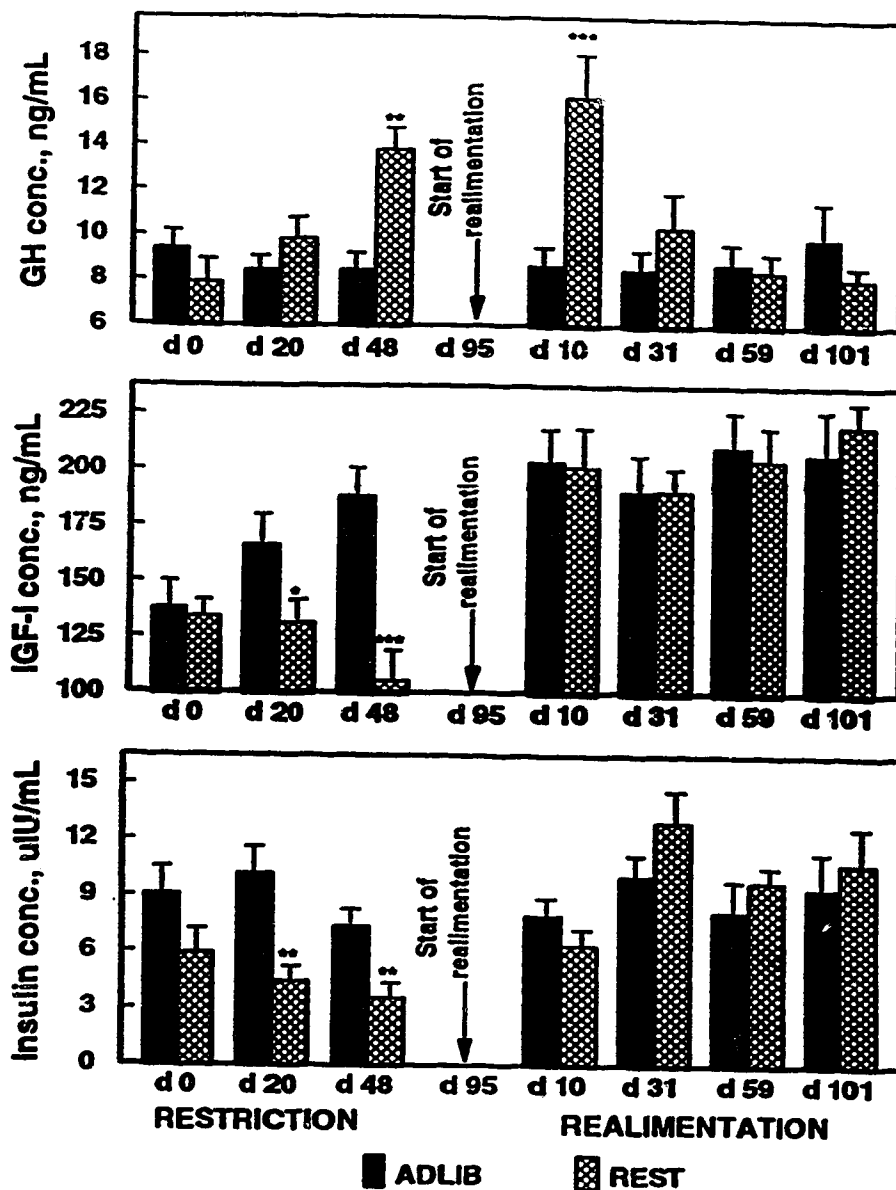 GH conc., ng/mL
18
16
14
12
10
8
6
**
***
Start of
realimentation
d 0 d 20 d 48 d 95 d 10 d 31 d 59 d 101
IGF-I conc., ng/mL
225
200
175
150
125
100
*
***
Start of
realimentation
d 0 d 20 d 48 d 95 d 10 d 31 d 59 d 101
Insulin conc., uIU/mL
15
12
9
6
3
0
**
**
Start of
realimentation
d 0 d 20 d 48 d 95 d 10 d 31 d 59 d 101
RESTRICTION REALIMENTATION
ADLIB REST